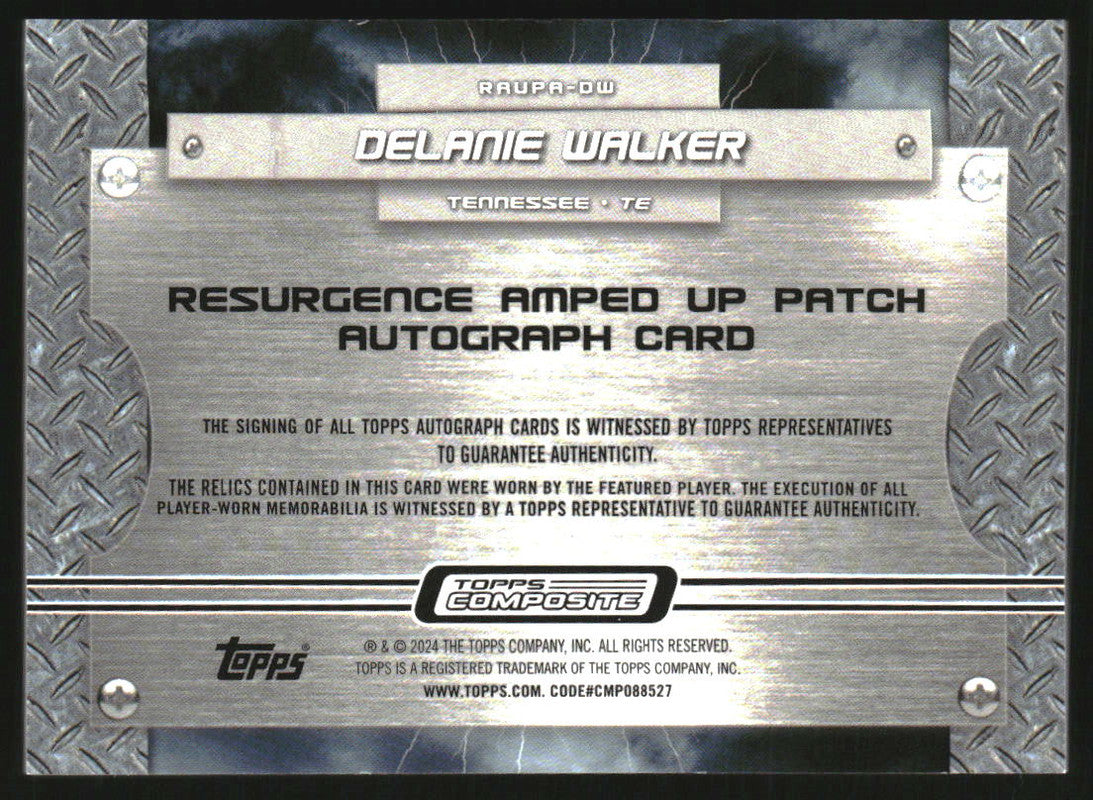 RAUPA-DW
DELANIE WALKER
TENNESSEE • TE
RESURGENCE AMPED UP PATCH
AUTOGRAPH CARD
THE SIGNING OF ALL TOPPS AUTOGRAPH CARDS IS WITNESSED BY TOPPS REPRESENTATIVES
TO GUARANTEE AUTHENTICITY.
THE RELICS CONTAINED IN THIS CARD WERE WORN BY THE FEATURED PLAYER. THE EXECUTION OF ALL
PLAYER-WORN MEMORABILIA IS WITNESSED BY A TOPPS REPRESENTATIVE TO GUARANTEE AUTHENTICITY.
TOPPS
COMPOSITE
topps®
® & © 2024 THE TOPPS COMPANY, INC. ALL RIGHTS RESERVED.
TOPPS IS A REGISTERED TRADEMARK OF THE TOPPS COMPANY, INC.
WWW.TOPPS.COM. CODE#CMP088527